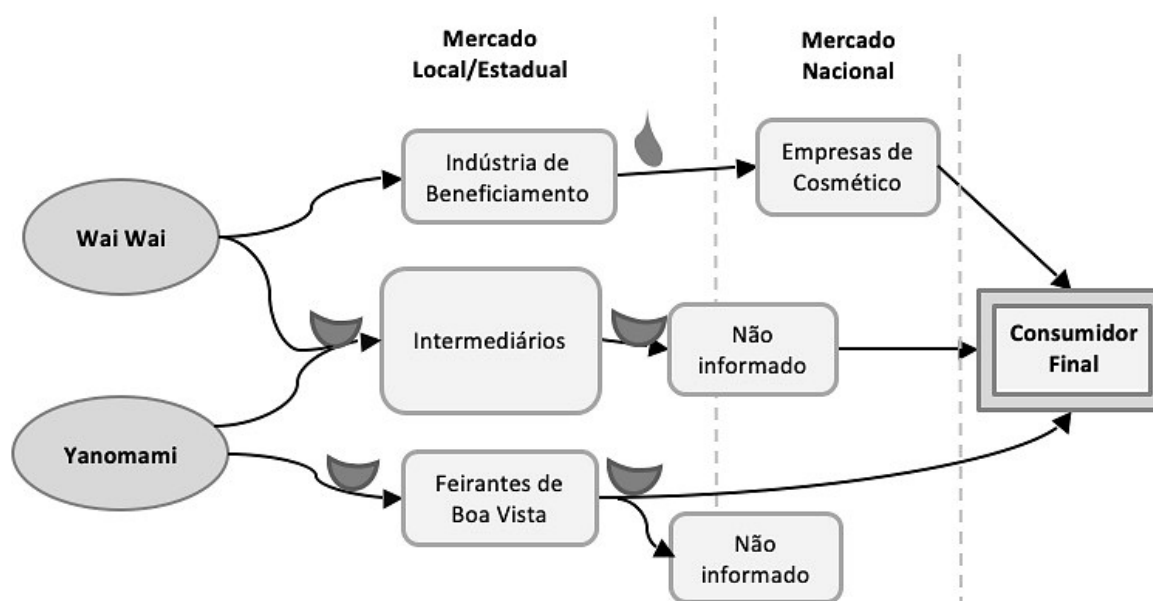 Mercado
Local/Estadual
Mercado
Nacional
Indústria de
Beneficiamento
Empresas de
Cosmético
Wai Wai
Intermediários
Não
informado
Consumidor
Final
Yanomami
Feirantes de
Boa Vista
Não
informado